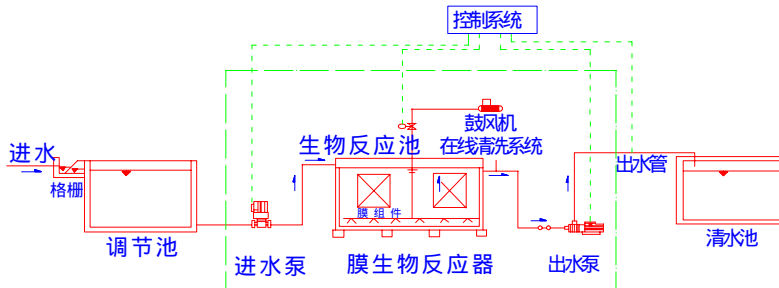 控制系统
鼓风机
生物反应池
在线清洗系统
进水
出水管
格栅
膜组件
清水池
调节池
进水泵
膜生物反应器
出水泵